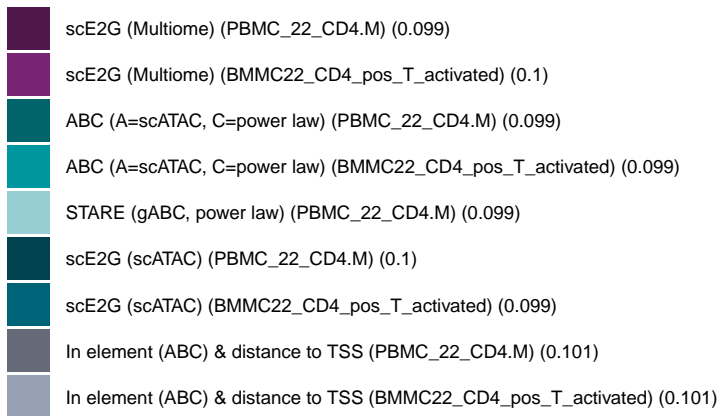 scE2G (Multiome) (PBMC_22_CD4.M) (0.099)
scE2G (Multiome) (BMMC22_CD4_pos_T_activated) (0.1)
ABC (A=scATAC, C=power law) (PBMC_22_CD4.M) (0.099)
ABC (A=scATAC, C=power law) (BMMC22_CD4_pos_T_activated) (0.099)
STARE (gABC, power law) (PBMC_22_CD4.M) (0.099)
scE2G (scATAC) (PBMC_22_CD4.M) (0.1)
scE2G (scATAC) (BMMC22_CD4_pos_T_activated) (0.099)
In element (ABC) & distance to TSS (PBMC_22_CD4.M) (0.101)
In element (ABC) & distance to TSS (BMMC22_CD4_pos_T_activated) (0.101)